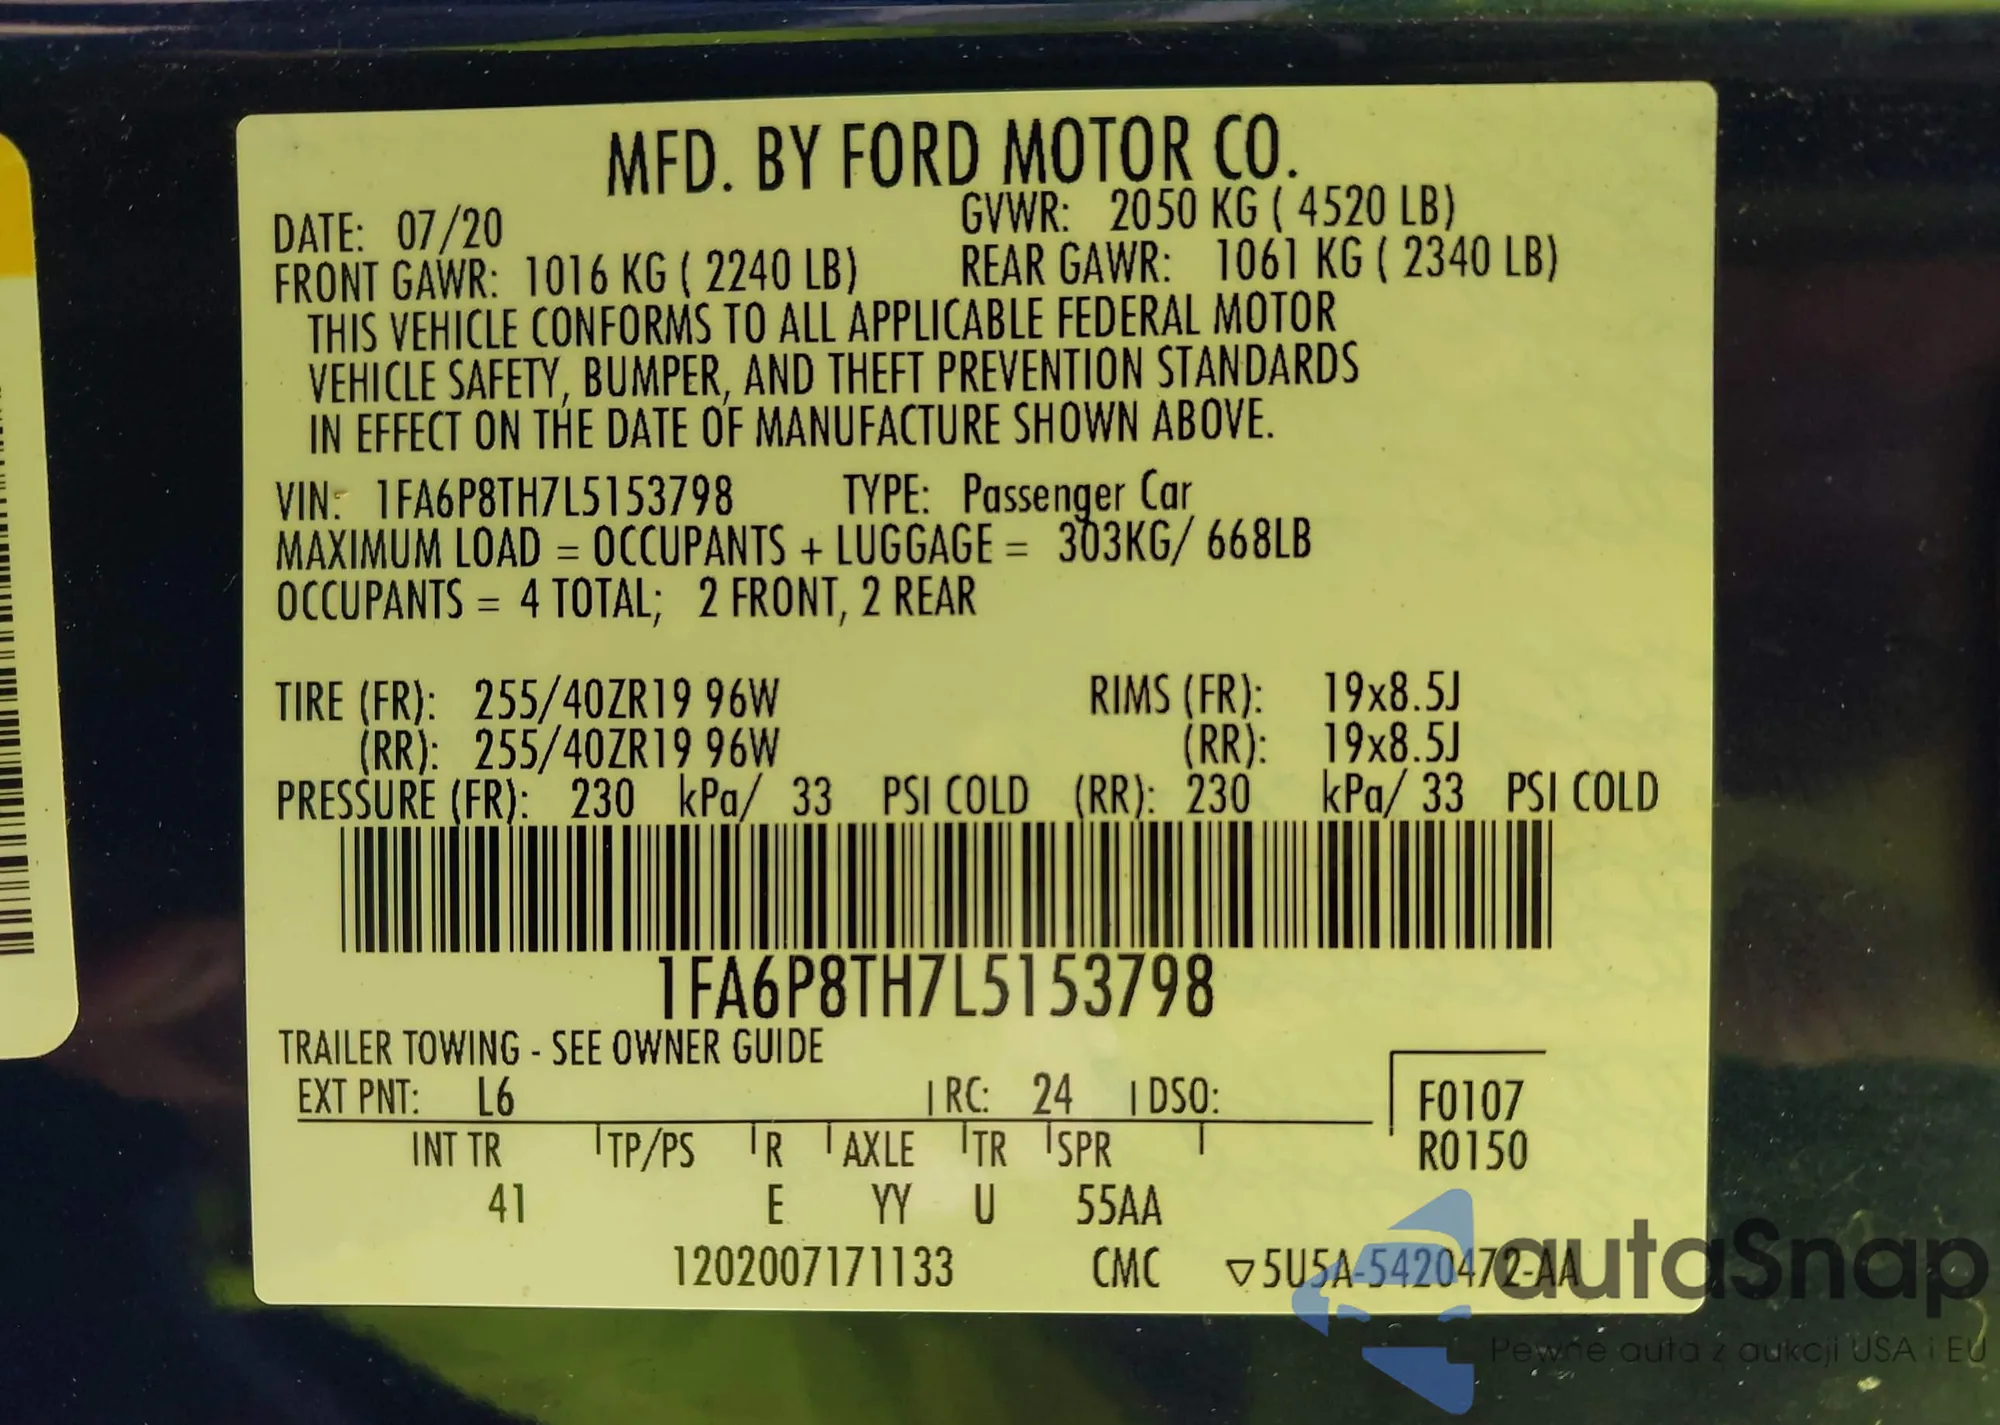 MFD. BY FORD MOTOR CO.
DATE: 07/20 GVWR: 2050 KG ( 4520 LB)
FRONT GAWR: 1016 KG ( 2240 LB) REAR GAWR: 1061 KG ( 2340 LB)
THIS VEHICLE CONFORMS TO ALL APPLICABLE FEDERAL MOTOR
VEHICLE SAFETY, BUMPER, AND THEFT PREVENTION STANDARDS
IN EFFECT ON THE DATE OF MANUFACTURE SHOWN ABOVE.
VIN: 1FA6P8TH7L5153798 TYPE: Passenger Car
MAXIMUM LOAD = OCCUPANTS + LUGGAGE = 303KG/ 668LB
OCCUPANTS = 4 TOTAL; 2 FRONT, 2 REAR
TIRE (FR): 255/40ZR19 96W RIMS (FR): 19x8.5J
(RR): 255/40ZR19 96W (RR): 19x8.5J
PRESSURE (FR): 230 kPa/ 33 PSI COLD (RR): 230 kPa/ 33 PSI COLD
1FA6P8TH7L5153798
TRAILER TOWING - SEE OWNER GUIDE
EXT PNT: L6 RC: 24 DSO: F0107
INT TR TP/PS R AXLE TR SPR R0150
41 E YY U 55AA
1202007171133 CMC ▽5U5A-5420472-AA
autaSnap
Pewne auta z aukcji USA i EU